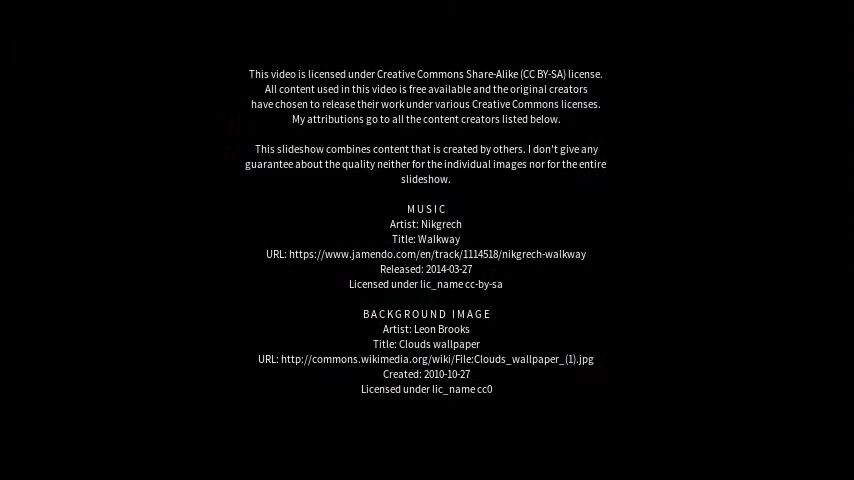 This video is licensed under Creative Commons Share-Alike (CC BY-SA) license.
All content used in this video is free available and the original creators
have chosen to release their work under various Creative Commons licenses.
My attributions go to all the content creators listed below.
This slideshow combines content that is created by others. I don't give any
guarantee about the quality neither for the individual images nor for the entire
slideshow.
MUSIC
Artist: Nikgrech
Title: Walkway
URL: https://www.jamendo.com/en/track/1114518/nikgrech-walkway
Released: 2014-03-27
Licensed under lic_name cc-by-sa
BACKGROUND IMAGE
Artist: Leon Brooks
Title: Clouds wallpaper
URL: http://commons.wikimedia.org/wiki/File:Clouds_wallpaper_(1).jpg
Created: 2010-10-27
Licensed under lic_name cc0